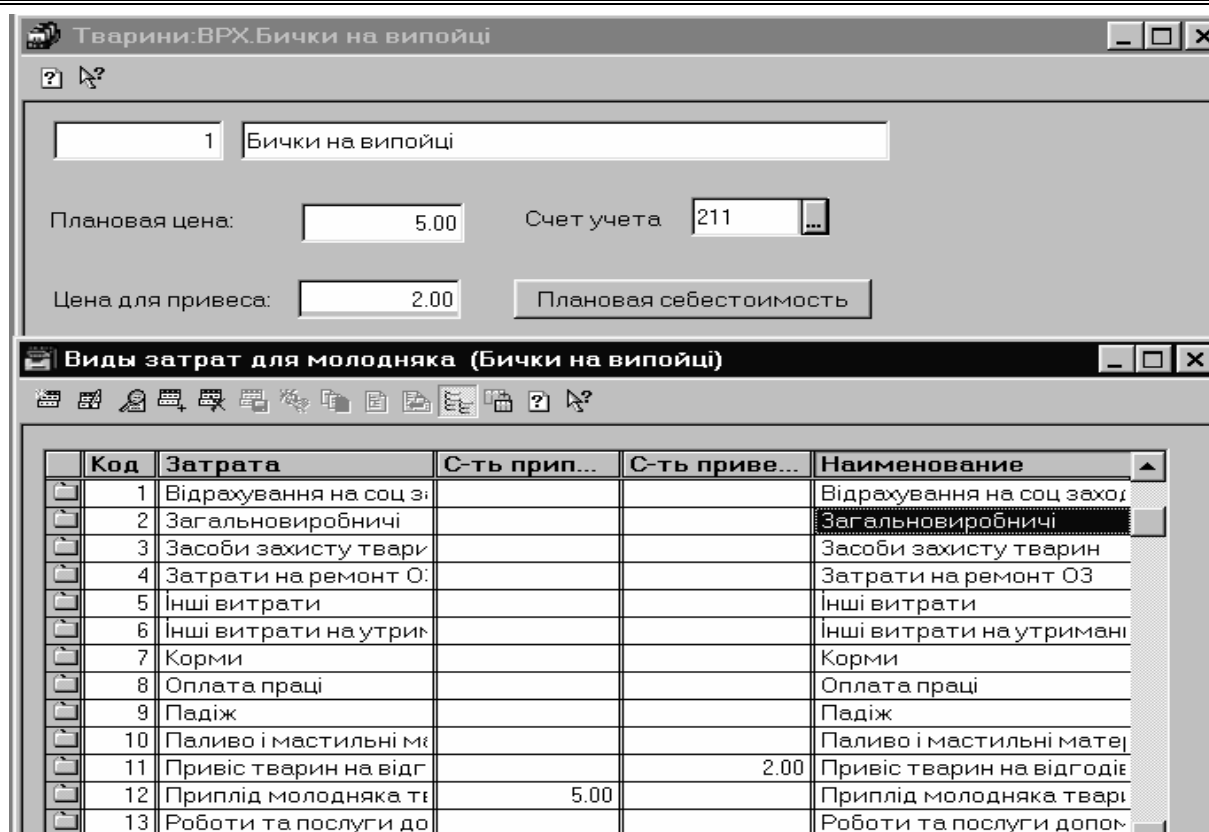 Тварини:ВРХ.Бички на випойці
1 Бички на випойці
Плановая цена: 5.00 Счет учета 211 ...
Цена для привеса: 2.00 Плановая себестоимость
Виды затрат для молодняка (Бички на випойці)
Код Затрата С-ть прип... С-ть приве... Наименование
1 Відрахування на соц Відрахування на соц
2 Загальновиробничі Загальновиробничі
3 Засоби захисту твари Засоби захисту тварин
4 Затрати на ремонт О Затрати на ремонт ОЗ
5 Інші витрати Інші витрати
6 Інші витрати на утрим Інші витрати на утримані
7 Корми Корми
8 Оплата праці Оплата праці
9 Падіж Падіж
10 Паливо і мастильні Паливо і мастильні мате
11 Привіс тварин на відг 2.00 Привіс тварин на відгодів
12 Приплід молодняка 5.00 Приплід молодняка твар
13 Роботи та послуги до Роботи та послуги допом